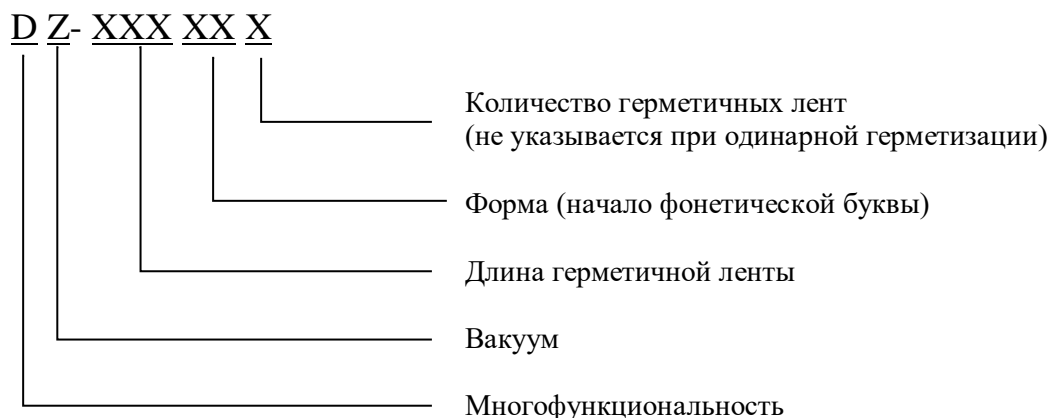 D Z- XXX XX X
Количество герметичных лент
(не указывается при одинарной герметизации)
Форма (начало фонетической буквы)
Длина герметичной ленты
Вакуум
Многофункциональность